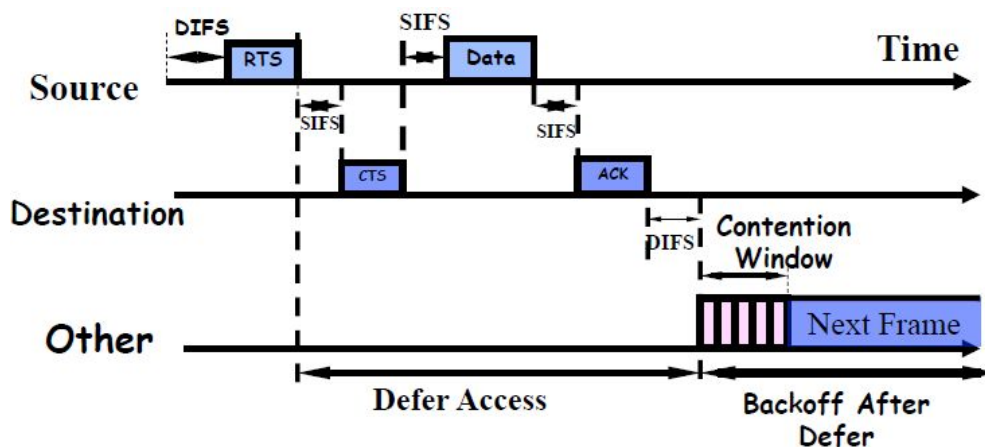 DIFS
SIFS
RTS
Data
Time
Source
SIFS
SIFS
CTS
ACK
Destination
DIFS
Contention
Window
Other
Next Frame
Defer Access
Backoff After
Defer